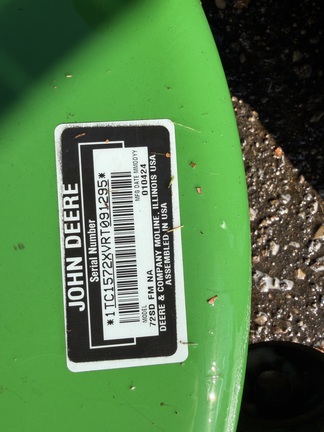 JOHN DEERE
Serial Number
*1TC1572XVRT091295*
MFG DATE MMDDYY
010424
MODEL
72SD FM NA
DEERE & COMPANY MOLINE, ILLINOIS USA
ASSEMBLED IN USA